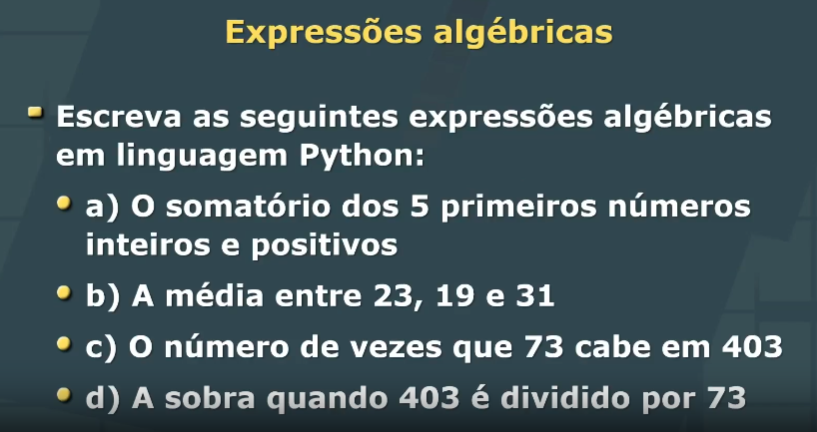 Expressões algébricas
Escreva as seguintes expressões algébricas
em linguagem Python:
a) O somatório dos 5 primeiros números
inteiros e positivos
b) A média entre 23, 19 e 31
c) O número de vezes que 73 cabe em 403
d) A sobra quando 403 é dividido por 73